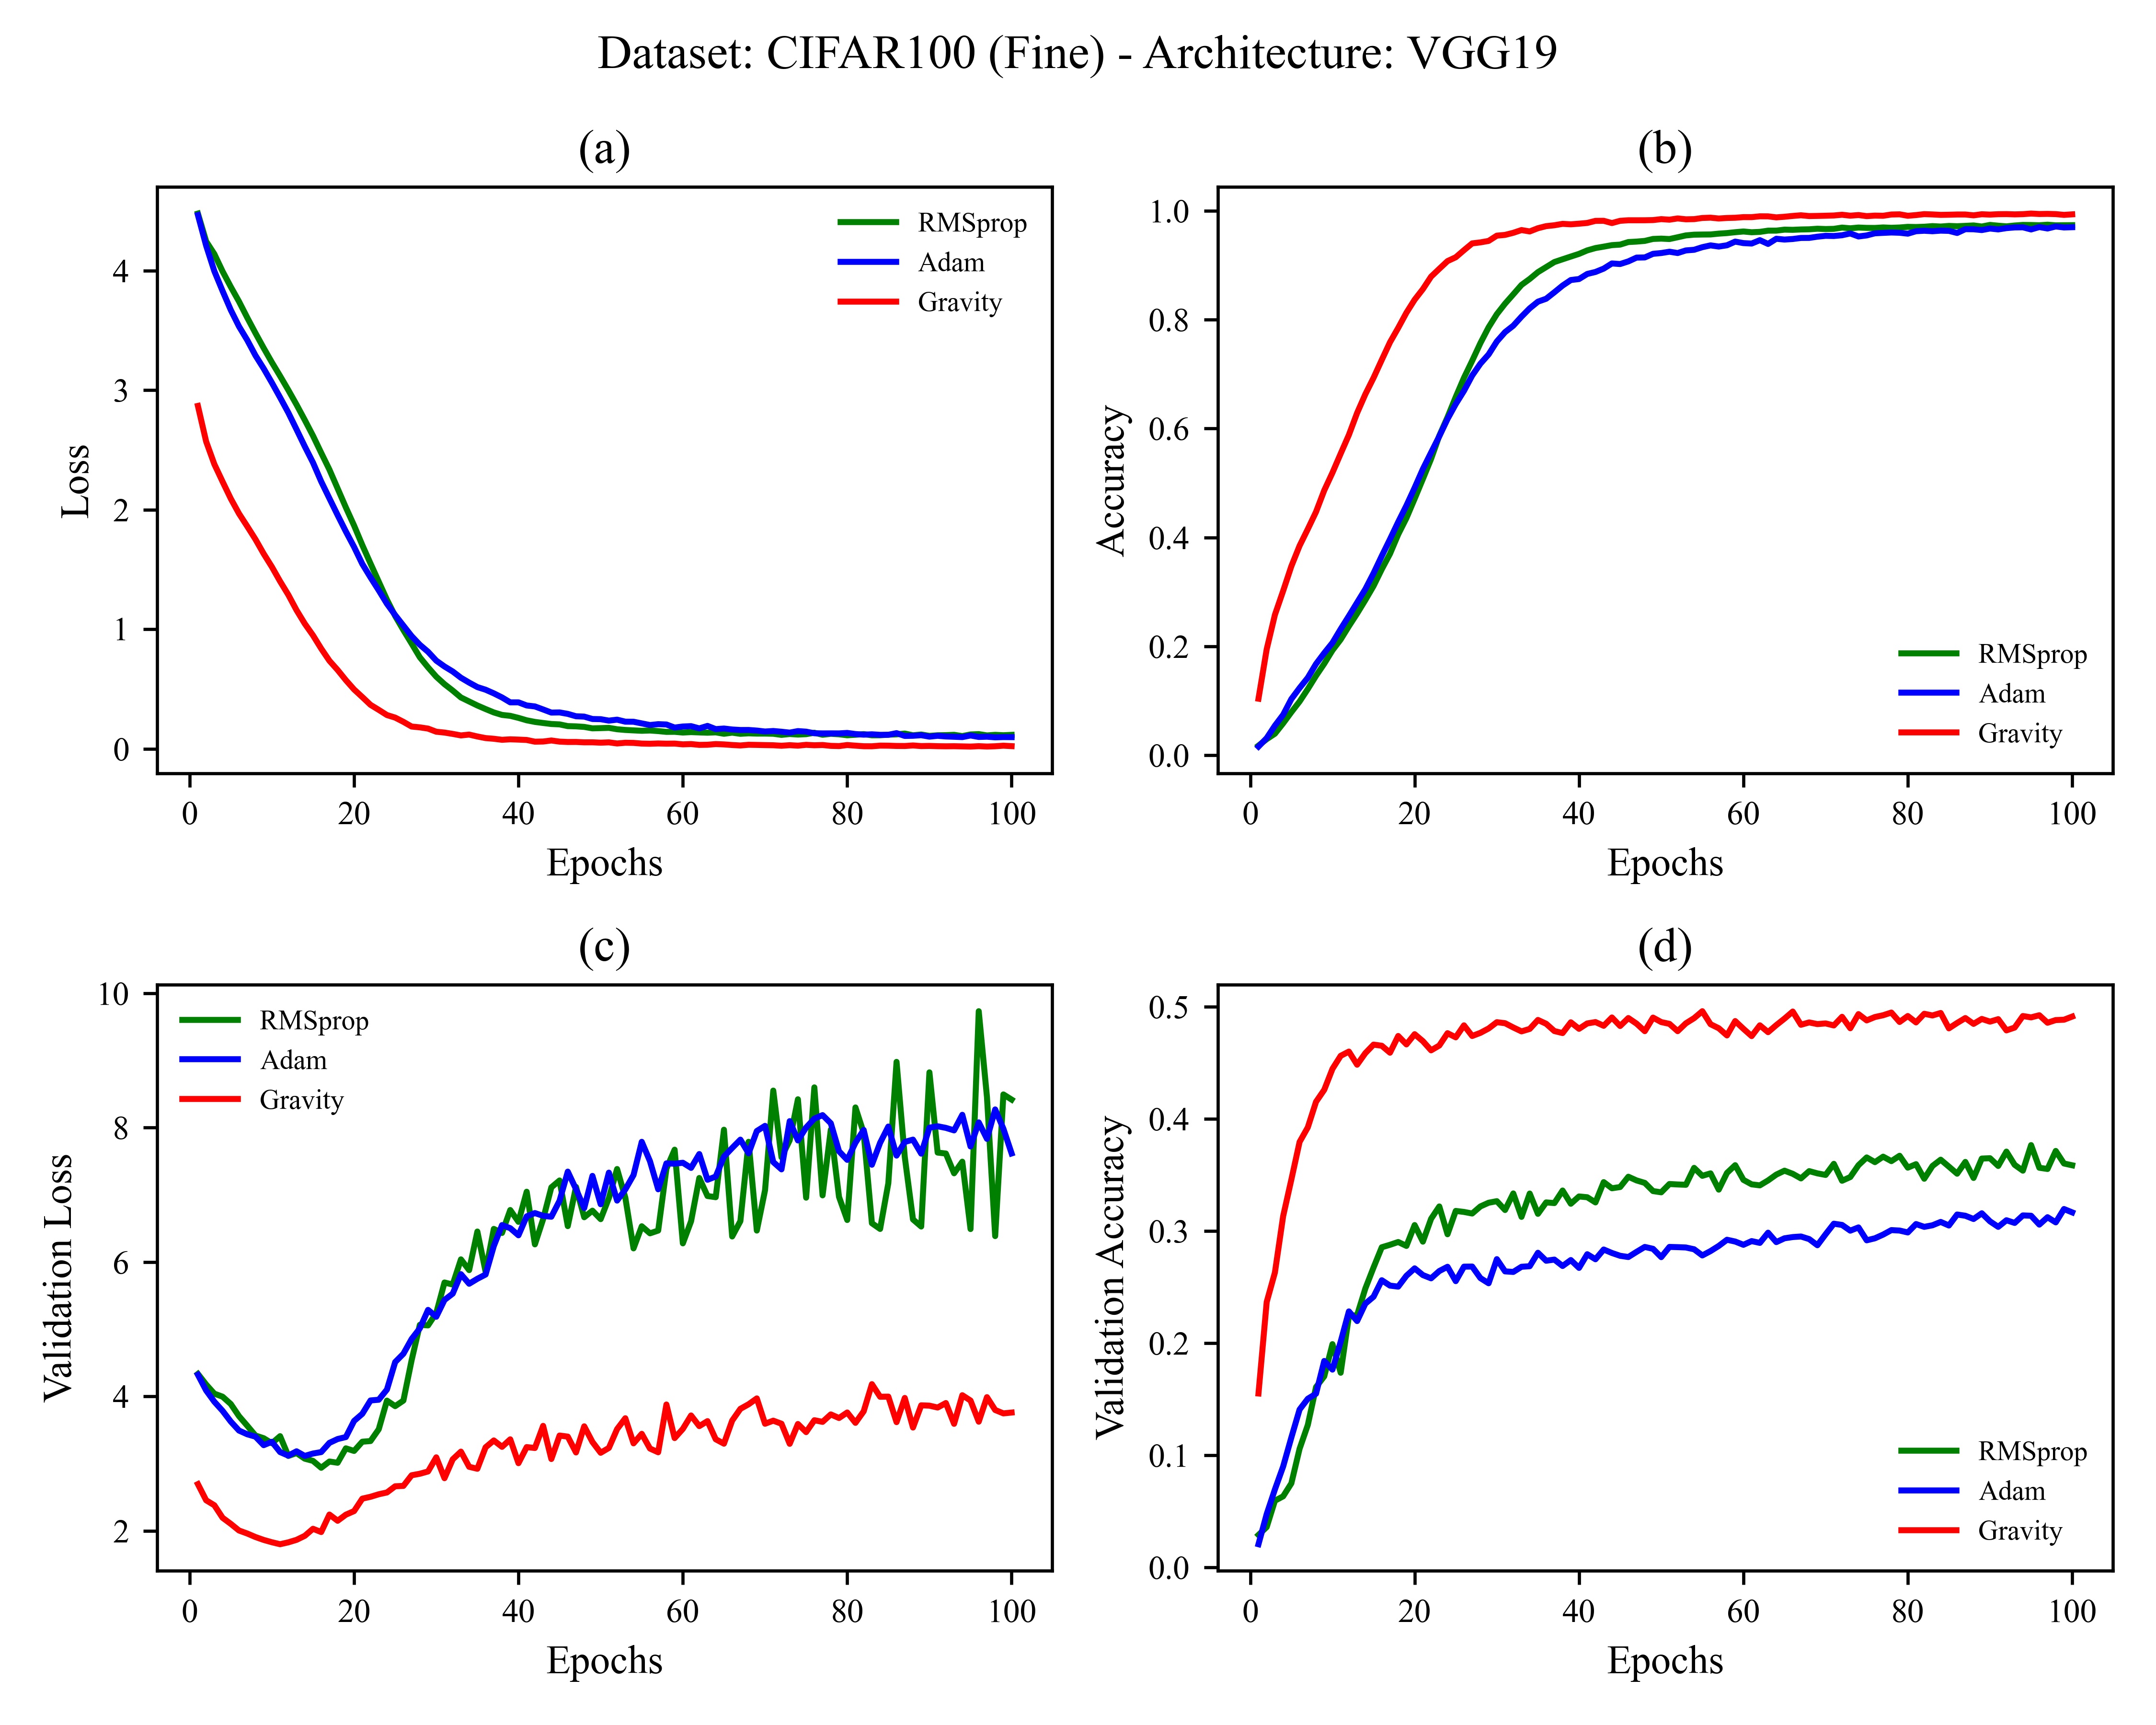 Dataset: CIFAR100 (Fine) - Architecture: VGG19
(a)
Loss
4
3
2
1
0
RMSprop
Adam
Gravity
0 20 40 60 80 100
Epochs
(b)
Accuracy
1.0
0.8
0.6
0.4
0.2
0.0
RMSprop
Adam
Gravity
0 20 40 60 80 100
Epochs
(c)
Validation Loss
10
8
6
4
2
RMSprop
Adam
Gravity
0 20 40 60 80 100
Epochs
(d)
Validation Accuracy
0.5
0.4
0.3
0.2
0.1
0.0
RMSprop
Adam
Gravity
0 20 40 60 80 100
Epochs